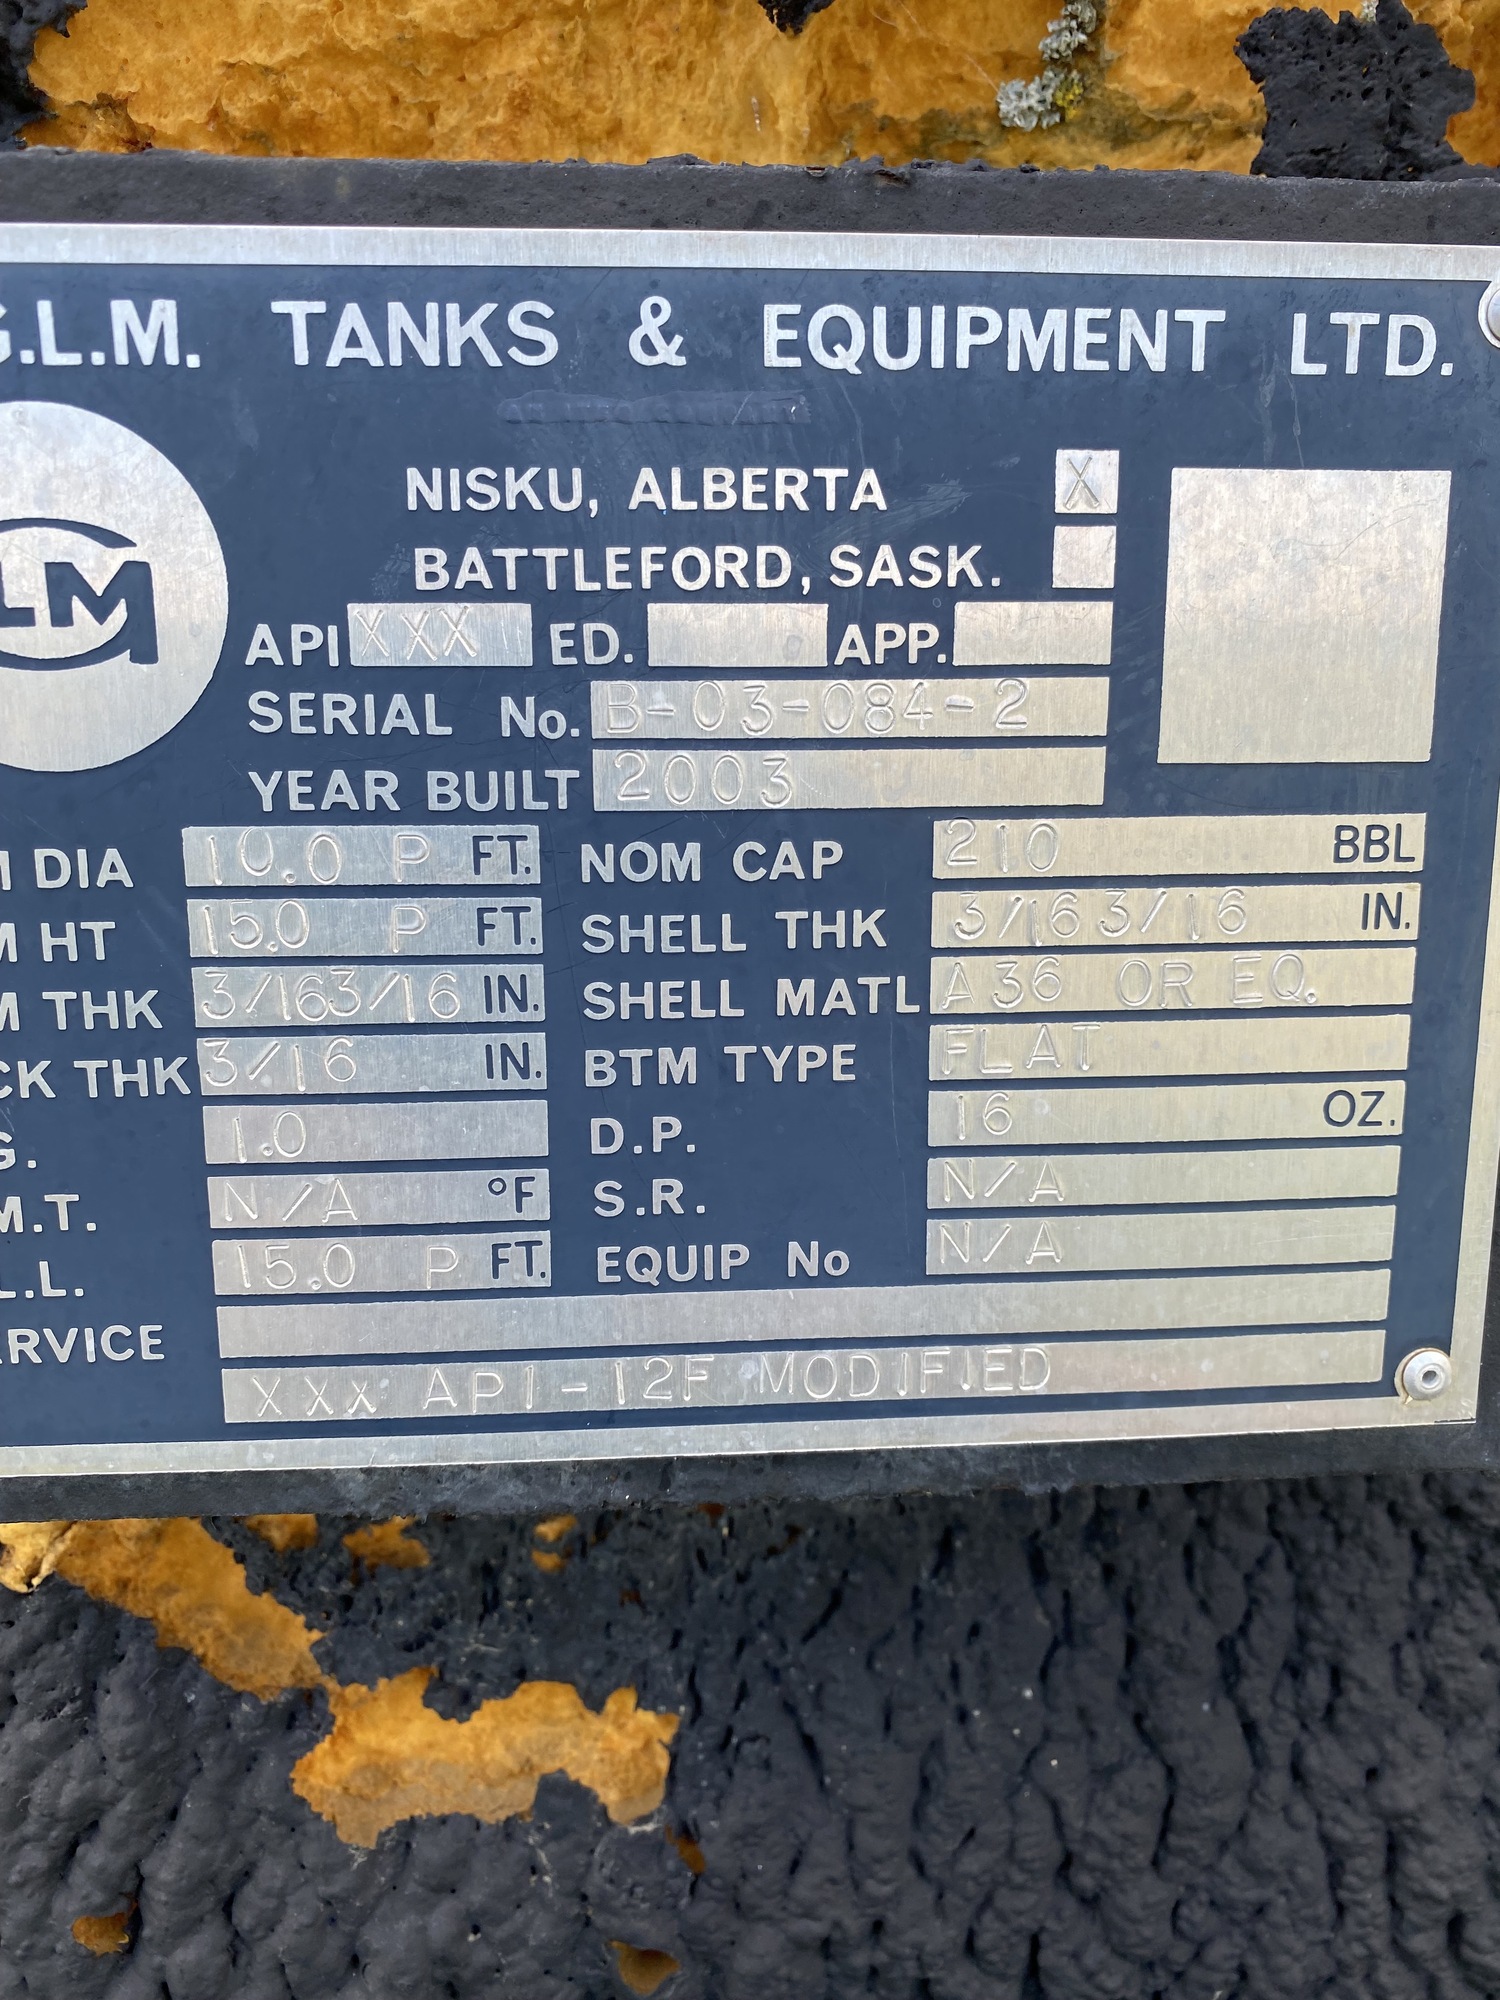 G.L.M. TANKS & EQUIPMENT LTD.
NISKU, ALBERTA X
BATTLEFORD, SASK.
LM
API XXX ED. APP.
SERIAL No. B-03-084-2
YEAR BUILT 2003
M DIA 10.0 P FT. NOM CAP 210 BBL
M HT 15.0 P FT. SHELL THK 3/16 3/16 IN.
M THK 3/16 3/16 IN. SHELL MATL A36 OR EQ.
CK THK 3/16 IN. BTM TYPE FLAT
G. 1.0 D.P. 16 OZ.
M.T. N/A °F S.R. N/A
L.L. 15.0 P FT. EQUIP No N/A
ERVICE
XXX API-12F MODIFIED